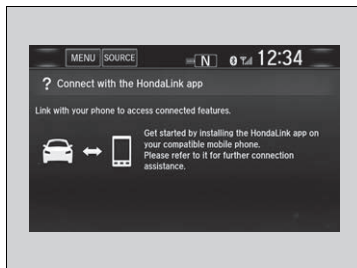 MENU SOURCE N 12:34
? Connect with the HondaLink app
Link with your phone to access connected features.
Get started by installing the HondaLink app on
your compatible mobile phone.
Please refer to it for further connection
assistance.